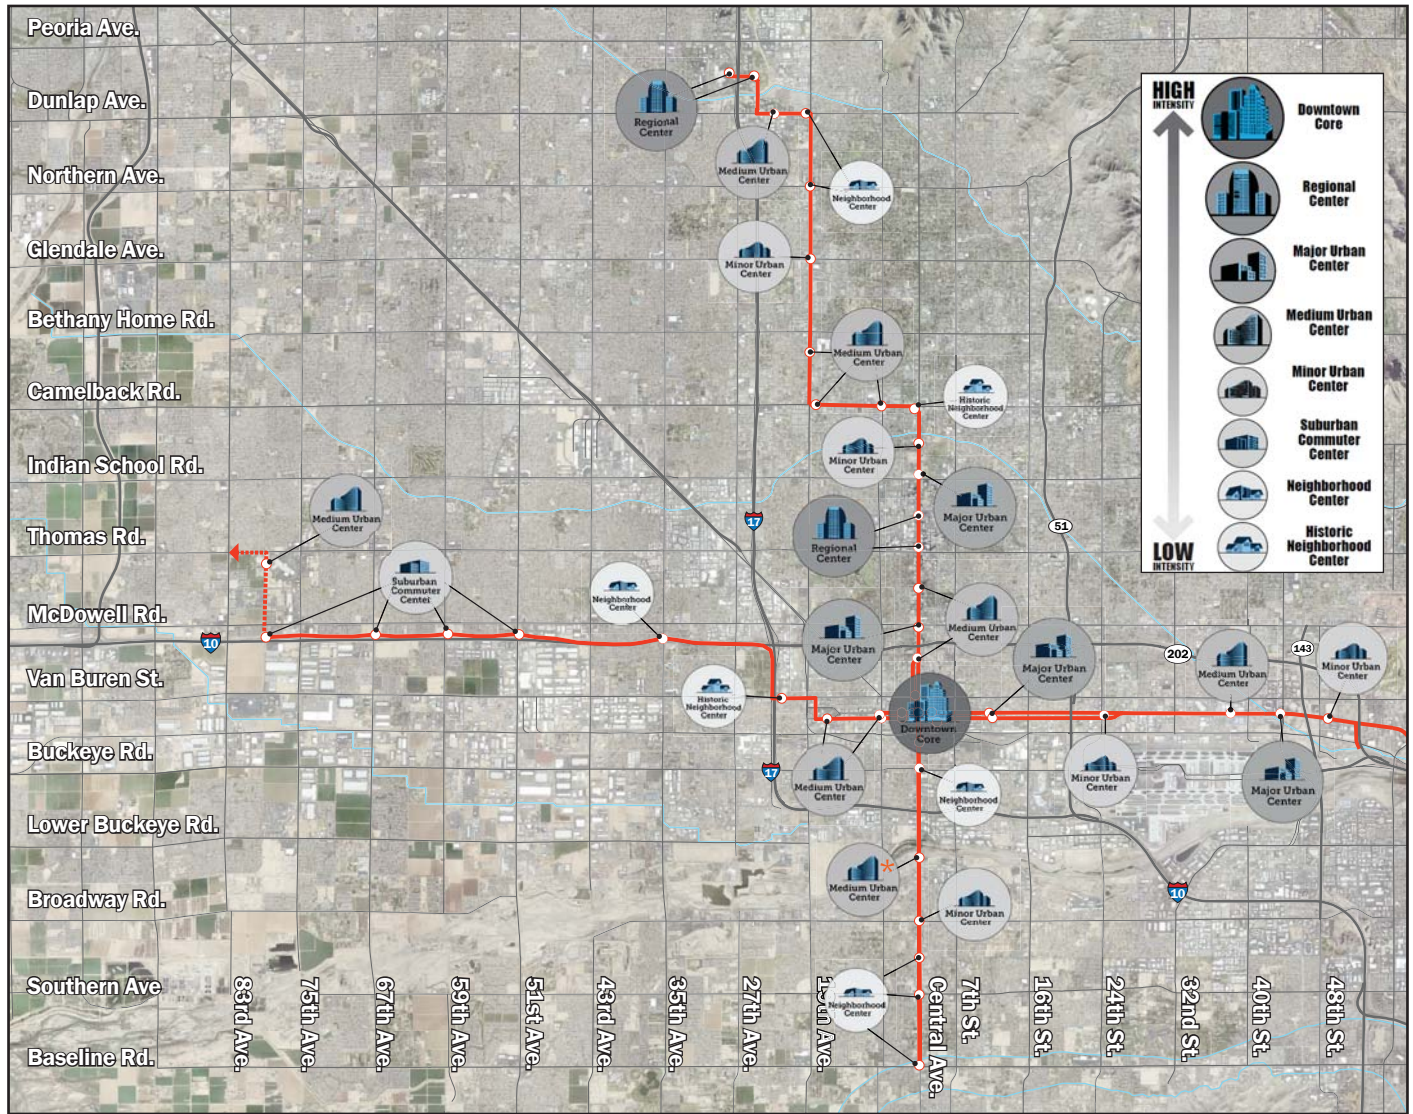 Peoria Ave.
Dunlap Ave.
Northern Ave.
Glendale Ave.
Bethany Home Rd.
Camelback Rd.
Indian School Rd.
Thomas Rd.
McDowell Rd.
Van Buren St.
Buckeye Rd.
Lower Buckeye Rd.
Broadway Rd.
Southern Ave
Baseline Rd.
83rd Ave.
75th Ave.
67th Ave.
59th Ave.
51st Ave.
43rd Ave.
35th Ave.
27th Ave.
19th Ave.
Central Ave.
7th St.
16th St.
24th St.
32nd St.
40th St.
48th St.
Regional
Center
Medium Urban
Center
Neighborhood
Center
Minor Urban
Center
Medium Urban
Center
Historic
Neighborhood
Center
Minor Urban
Center
Major Urban
Center
Regional
Center
Medium Urban
Center
Suburban
Commuter
Center
Neighborhood
Center
Medium Urban
Center
Major Urban
Center
Major Urban
Center
Medium Urban
Center
Minor Urban
Center
Historic
Neighborhood
Center
Downtown
Core
Medium Urban
Center
Minor Urban
Center
Major Urban
Center
Neighborhood
Center
Medium Urban
Center
*
Minor Urban
Center
Neighborhood
Center
17
51
10
202
143
17
10
HIGH
INTENSITY
LOW
INTENSITY
Downtown
Core
Regional
Center
Major Urban
Center
Medium Urban
Center
Minor Urban
Center
Suburban
Commuter
Center
Neighborhood
Center
Historic
Neighborhood
Center